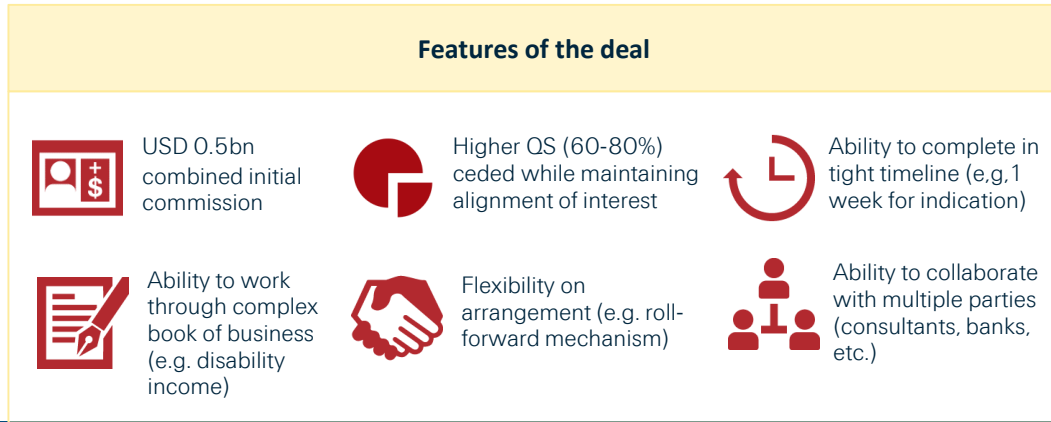 Features of the deal
USD 0.5bn
combined initial
commission
Higher QS (60-80%)
ceded while maintaining
alignment of interest
Ability to complete in
tight timeline (e,g,1
week for indication)
Ability to work
through complex
book of business
(e.g. disability
income)
Flexibility on
arrangement (e.g. roll-
forward mechanism)
Ability to collaborate
with multiple parties
(consultants, banks,
etc.)